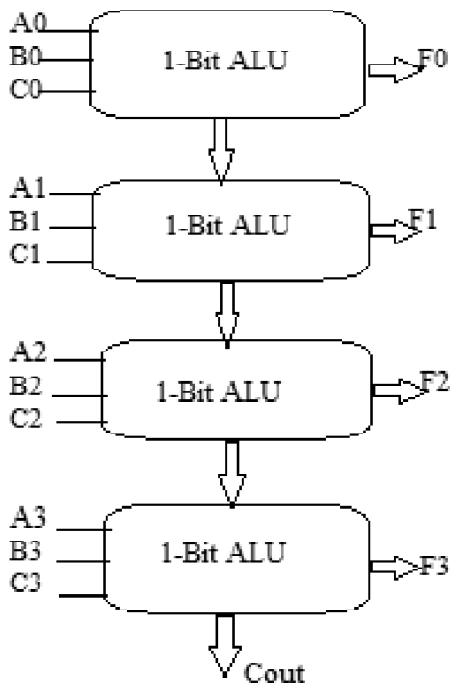 A0
B0
C0
1-Bit ALU
F0
A1
B1
C1
1-Bit ALU
F1
A2
B2
C2
1-Bit ALU
F2
A3
B3
C3
1-Bit ALU
F3
Cout